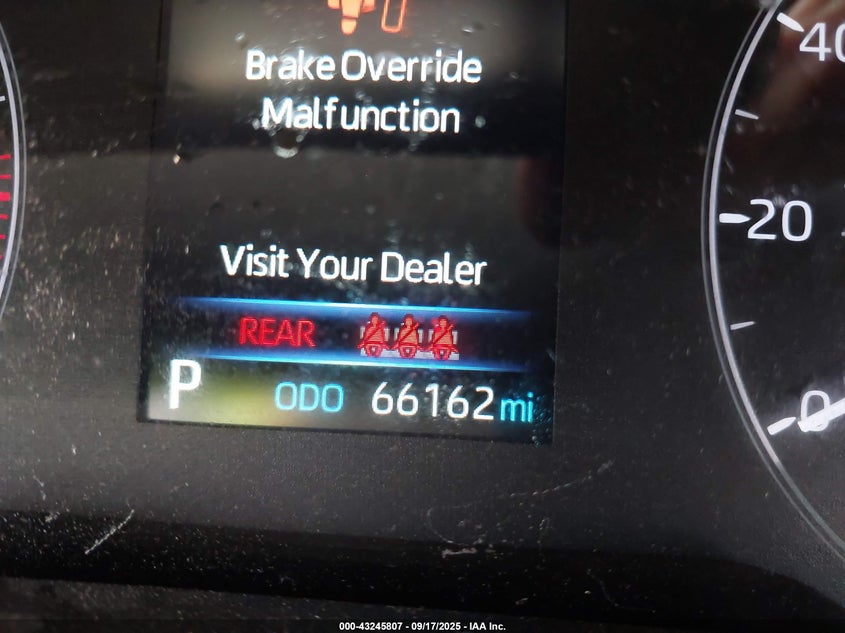 Brake Override
Malfunction
Visit Your Dealer
REAR
P ODO 66162 mi
40
20
0
000-43245807 - 09/17/2025 - IAA Inc.